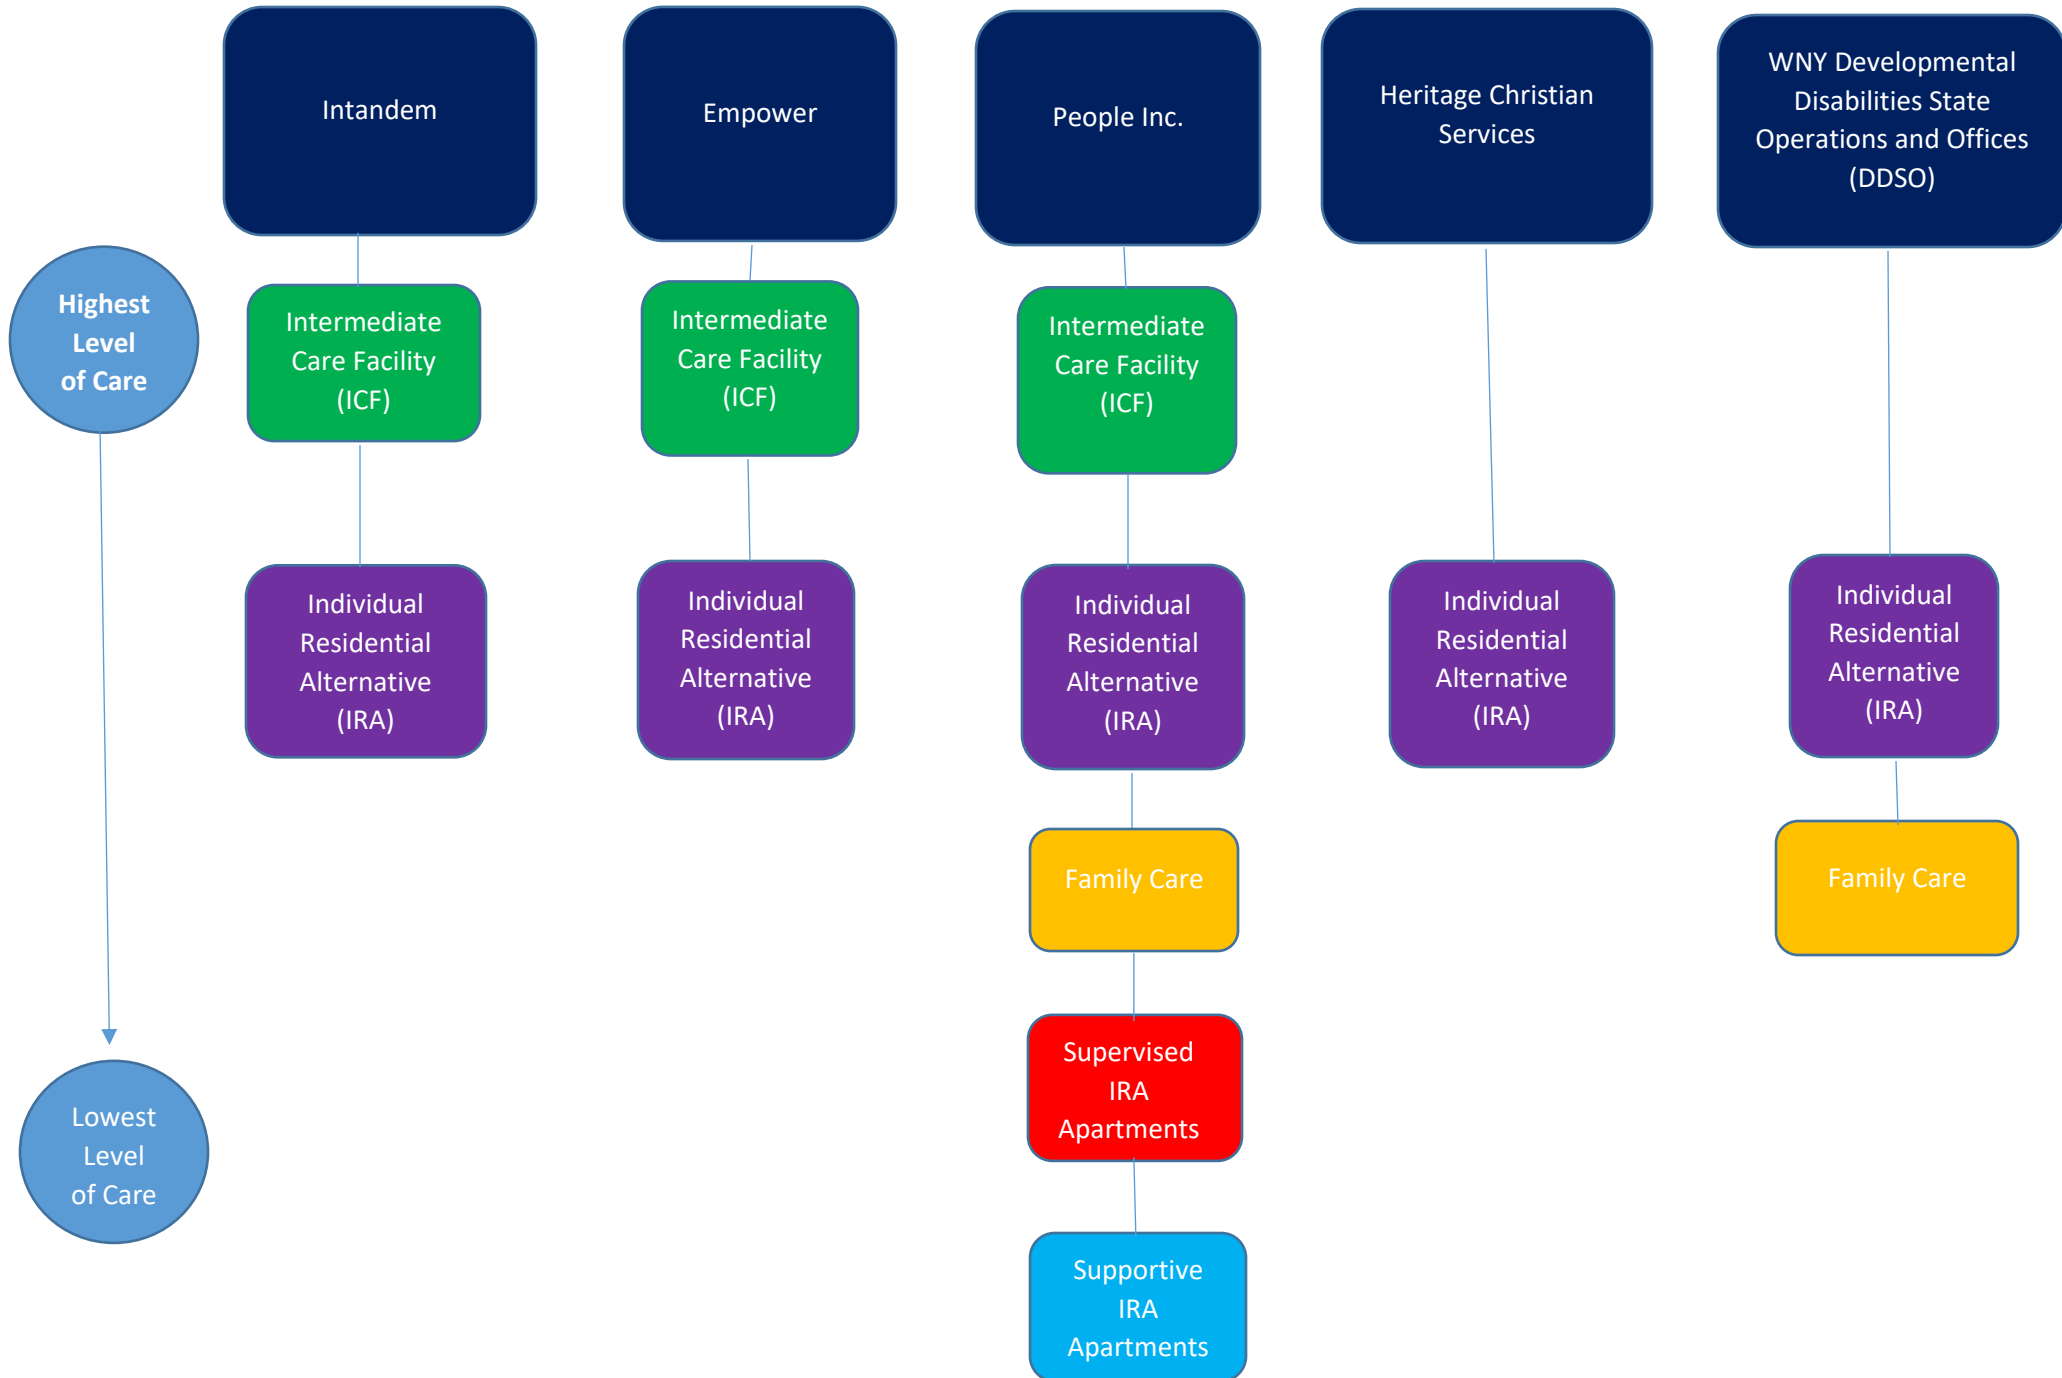 Intandem
Empower
People Inc.
Heritage Christian
Services
WNY Developmental
Disabilities State
Operations and Offices
(DDSO)
Highest
Level
of Care
Intermediate
Care Facility
(ICF)
Intermediate
Care Facility
(ICF)
Intermediate
Care Facility
(ICF)
Individual
Residential
Alternative
(IRA)
Individual
Residential
Alternative
(IRA)
Individual
Residential
Alternative
(IRA)
Individual
Residential
Alternative
(IRA)
Individual
Residential
Alternative
(IRA)
Family Care
Family Care
Lowest
Level
of Care
Supervised
IRA
Apartments
Supportive
IRA
Apartments